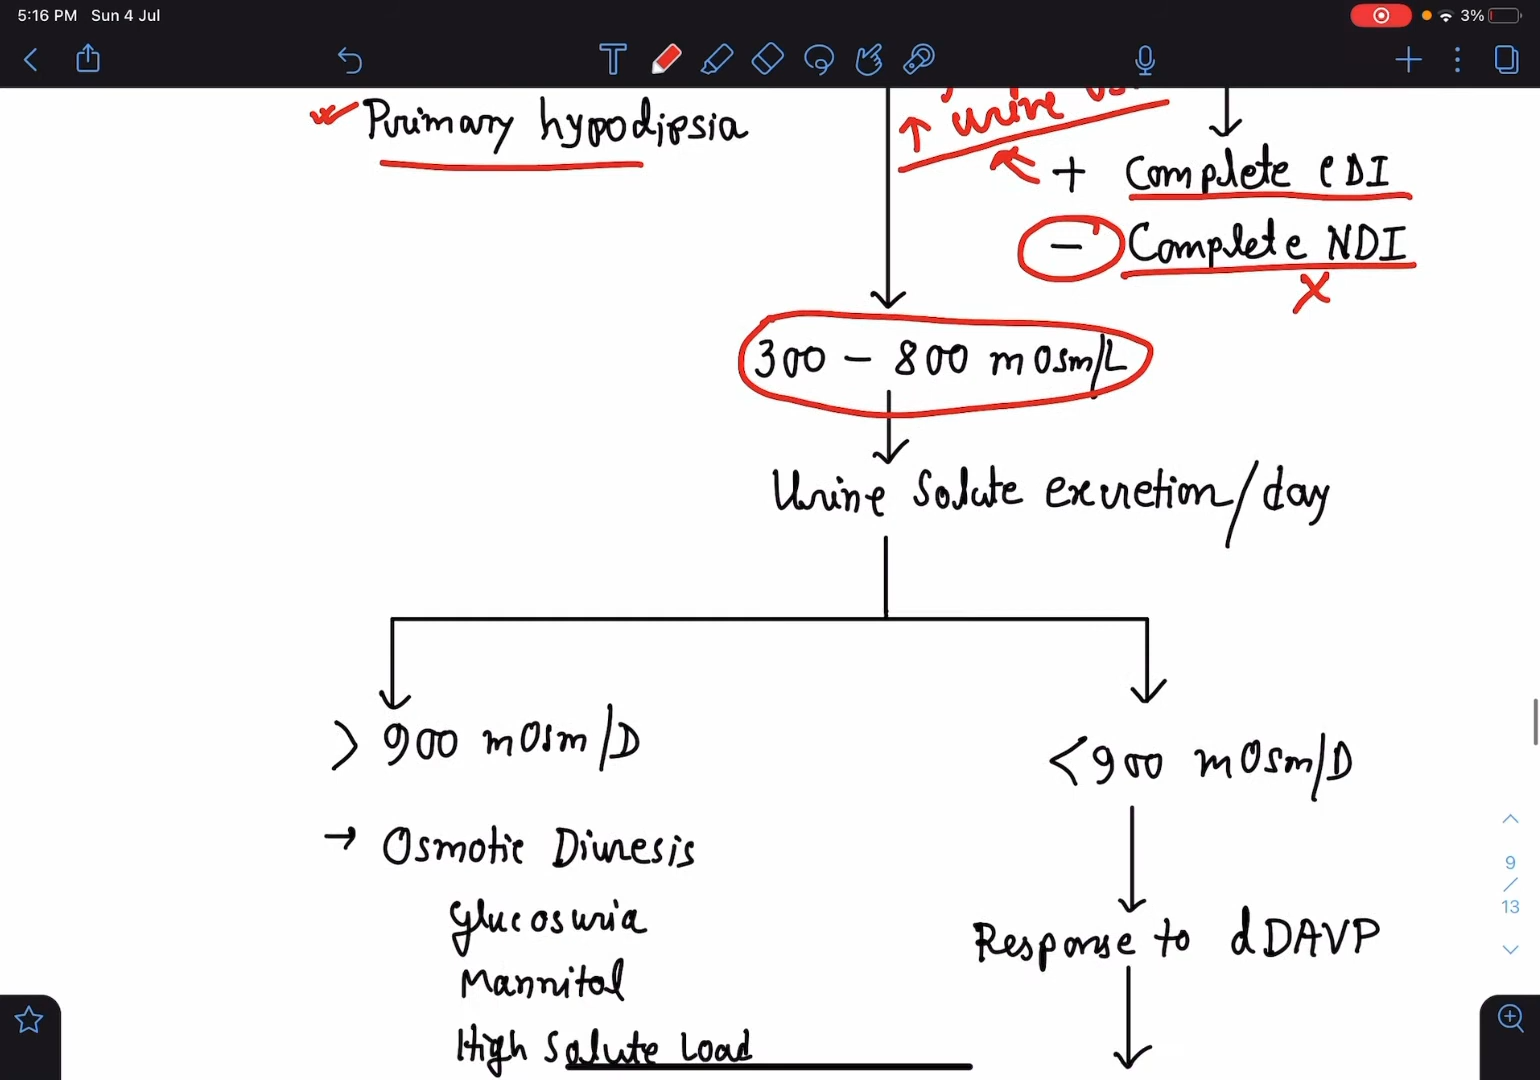 5:16 PM Sun 4 Jul
3%
T
Primary hypodipsia
↑ urine
+ Complete CDI
- Complete NDI
X
300 - 800 mOsm/L
Urine Solute excretion/day
> 900 mOsm/D
< 900 mOsm/D
→ Osmotic Diuresis
Glucosuria
Mannitol
High Solute Load
Response to dDAVP
9
/
13